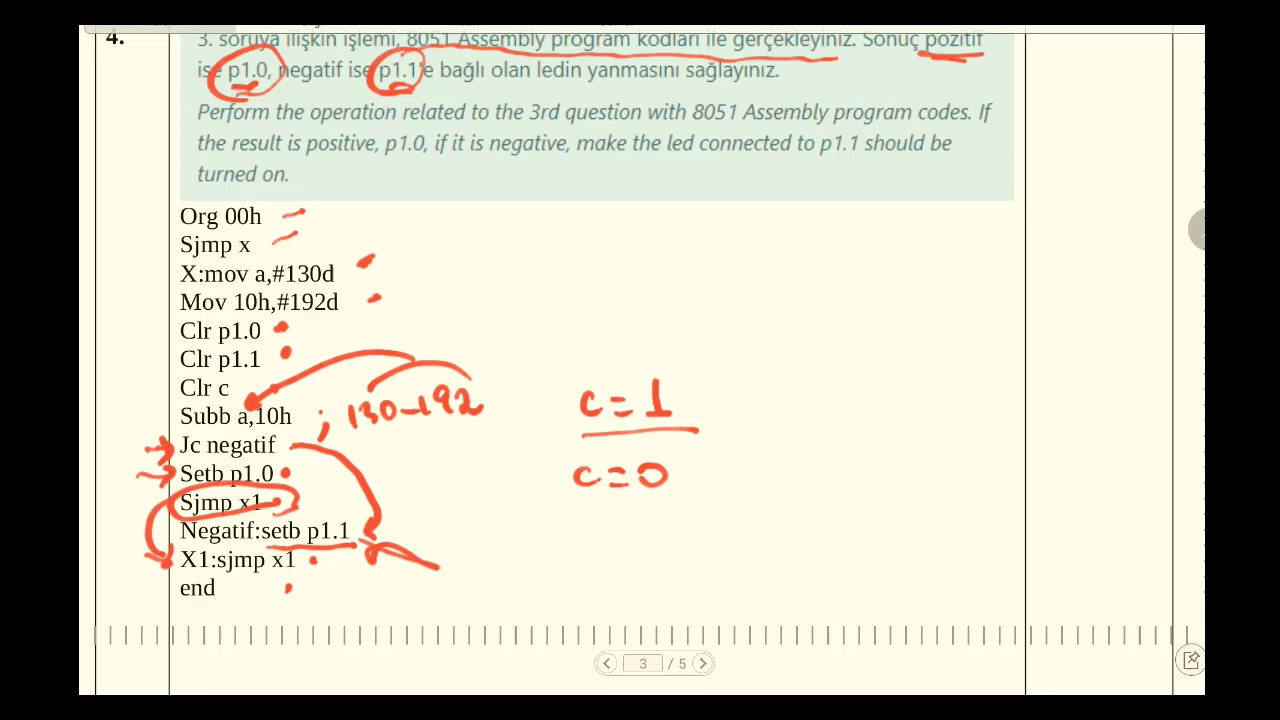 4.
3. soruya ilişkin işlemi, 8051 Assembly program kodları ile gerçekleyiniz. Sonuç pozitif
ise p1.0, negatif ise p1.1'e bağlı olan ledin yanmasını sağlayınız.
Perform the operation related to the 3rd question with 8051 Assembly program codes. If
the result is positive, p1.0, if it is negative, make the led connected to p1.1 should be
turned on.
Org 00h
Sjmp x
X:mov a,#130d
Mov 10h,#192d
Clr p1.0
Clr p1.1
Clr c
Subb a,10h ; 130-192
c = 1
Jc negatif
Setb p1.0
c = 0
Sjmp x1
Negatif:setb p1.1
X1:sjmp x1
end
3 / 5